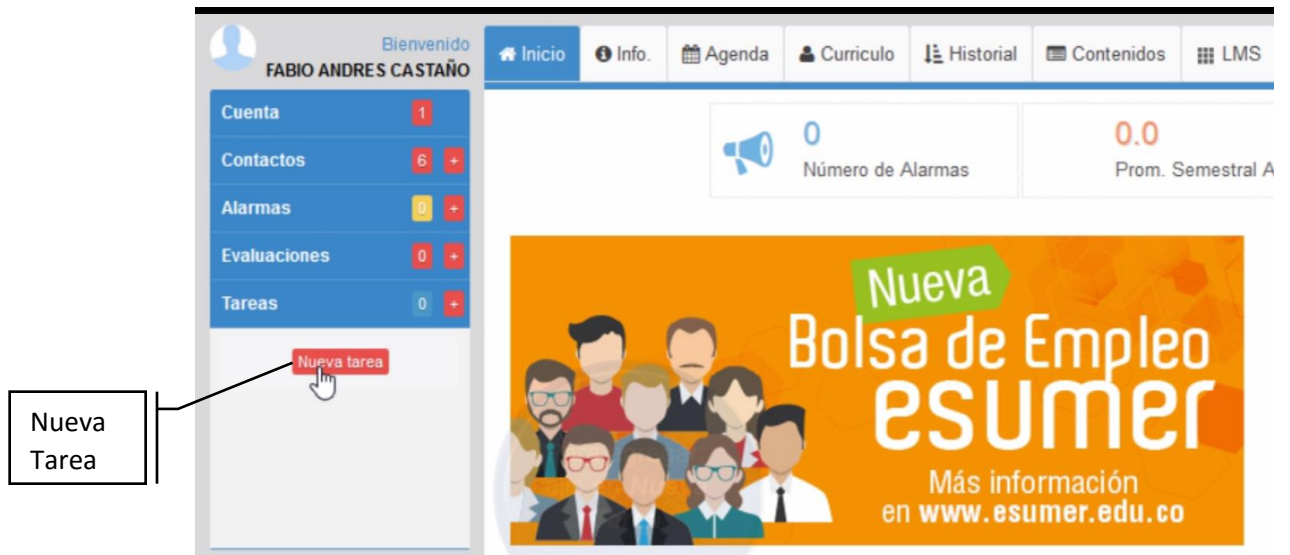 Bienvenido
FABIO ANDRES CASTAÑO
Inicio
Info.
Agenda
Curriculo
Historial
Contenidos
LMS
Cuenta 1
Contactos 6 +
Alarmas 0 +
Evaluaciones 0 +
Tareas 0 +
Nueva tarea
Nueva
Tarea
0
Número de Alarmas
0.0
Prom. Semestral A
Nueva
Bolsa de Empleo
esumer
Más información
en www.esumer.edu.co